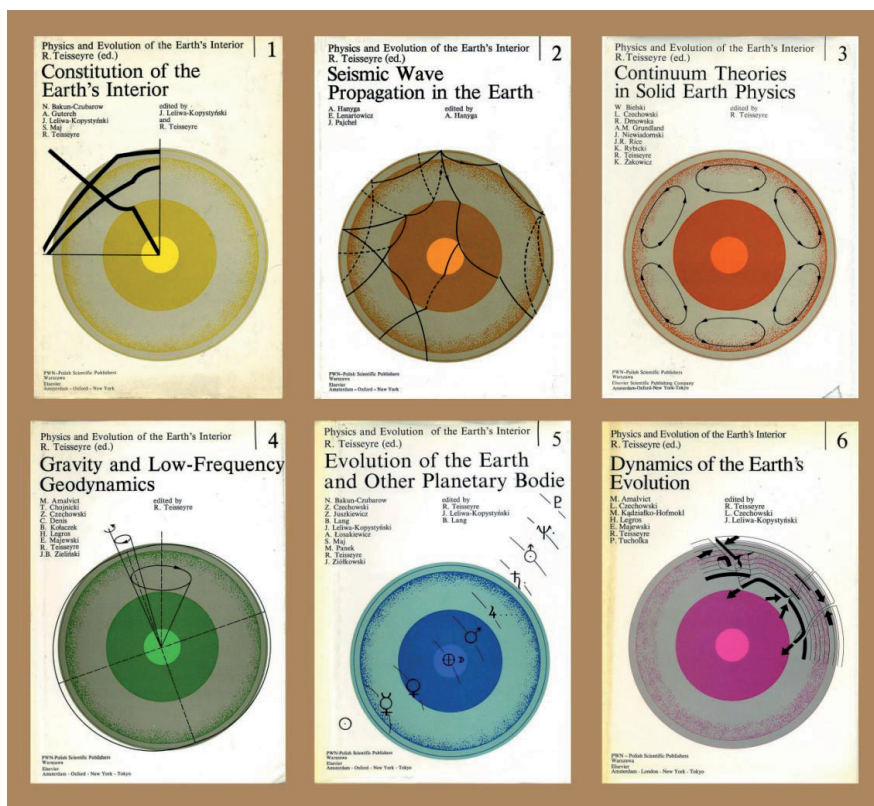 Physics and Evolution of the Earth's Interior
R. Teisseyre (ed.)
1
Constitution of the
Earth's Interior
N. Bakun-Czubarow
A. Guterch
J. Leliwa-Kopystyński
S. Maj
R. Teisseyre
edited by
J. Leliwa-Kopystyński
and
R. Teisseyre
PWN-Polish Scientific Publishers
Warszawa
Elsevier
Amsterdam - Oxford - New York
Physics and Evolution of the Earth's Interior
R. Teisseyre (ed.)
2
Seismic Wave
Propagation in the Earth
A. Hanyga
E. Lenartowicz
J. Pajchel
edited by
A. Hanyga
PWN-Polish Scientific Publishers
Warszawa
Elsevier
Amsterdam - Oxford - New York
Physics and Evolution of the Earth's Interior
R. Teisseyre (ed.)
3
Continuum Theories
in Solid Earth Physics
W Bielski
L. Czechowski
R. Dmowska
A.M. Grundland
J. Niewiadomski
J.R. Rice
K. Rybicki
R. Teisseyre
K. Żakowicz
edited by
R. Teisseyre
PWN-Polish Scientific Publishers
Warszawa
Elsevier Scientific Publishing Company
Amsterdam-Oxford-New York-Tokyo
Physics and Evolution of the Earth's Interior
R. Teisseyre (ed.)
4
Gravity and Low-Frequency
Geodynamics
M. Amalvict
T. Chojnicki
Z. Czechowski
C. Denis
B. Kołaczek
H. Legros
E. Majewski
R. Teisseyre
J.B. Zieliński
edited by
R. Teisseyre
PWN-Polish Scientific Publishers
Warszawa
Elsevier
Amsterdam - Oxford - New York - Tokyo
Physics and Evolution of the Earth's Interior
R. Teisseyre (ed.)
5
Evolution of the Earth
and Other Planetary Bodie
N. Bakun-Czubarow
Z. Czechowski
Z. Juszkiewicz
B. Lang
J. Leliwa-Kopystyński
A. Łosakiewicz
S. Maj
M. Panek
R. Teisseyre
J. Ziółkowski
edited by
R. Teisseyre
J. Leliwa-Kopystyński
B. Lang
PWN-Polish Scientific Publishers
Warszawa
Elsevier
Amsterdam - Oxford - New York - Tokyo
Physics and Evolution of the Earth's Interior
R. Teisseyre (ed.)
6
Dynamics of the Earth's
Evolution
M. Amalvict
L. Czechowski
M. Kądziałko-Hofmokl
H. Legros
E. Majewski
R. Teisseyre
P. Tuchołka
edited by
R. Teisseyre
L. Czechowski
J. Leliwa-Kopystyński
PWN - Polish Scientific Publishers
Warszawa
Elsevier
Amsterdam - London - New York - Tokyo